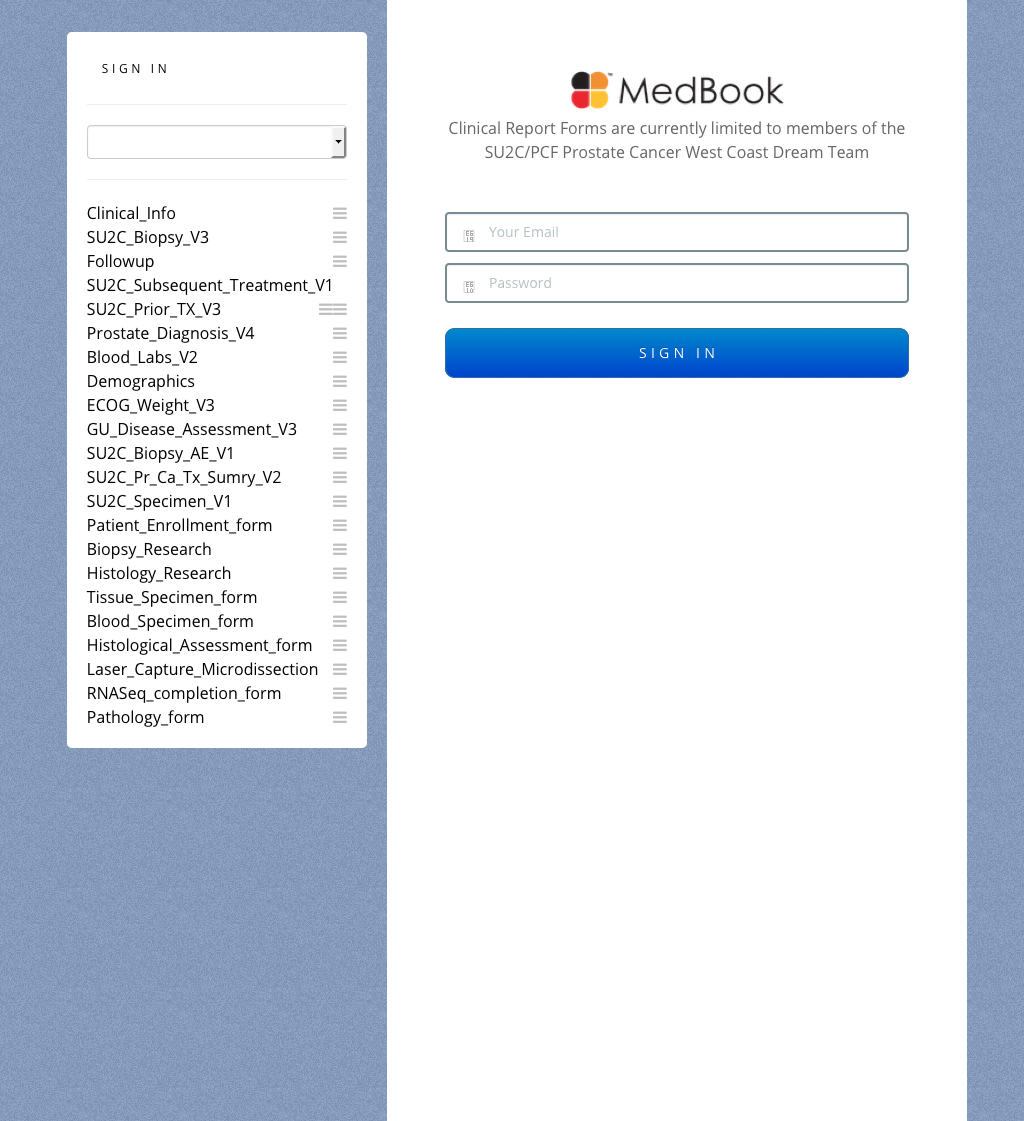 SIGN IN
Clinical_Info
SU2C_Biopsy_V3
Followup
SU2C_Subsequent_Treatment_V1
SU2C_Prior_TX_V3
Prostate_Diagnosis_V4
Blood_Labs_V2
Demographics
ECOG_Weight_V3
GU_Disease_Assessment_V3
SU2C_Biopsy_AE_V1
SU2C_Pr_Ca_Tx_Sumry_V2
SU2C_Specimen_V1
Patient_Enrollment_form
Biopsy_Research
Histology_Research
Tissue_Specimen_form
Blood_Specimen_form
Histological_Assessment_form
Laser_Capture_Microdissection
RNASeq_completion_form
Pathology_form
MedBook™
Clinical Report Forms are currently limited to members of the
SU2C/PCF Prostate Cancer West Coast Dream Team
Your Email
Password
SIGN IN